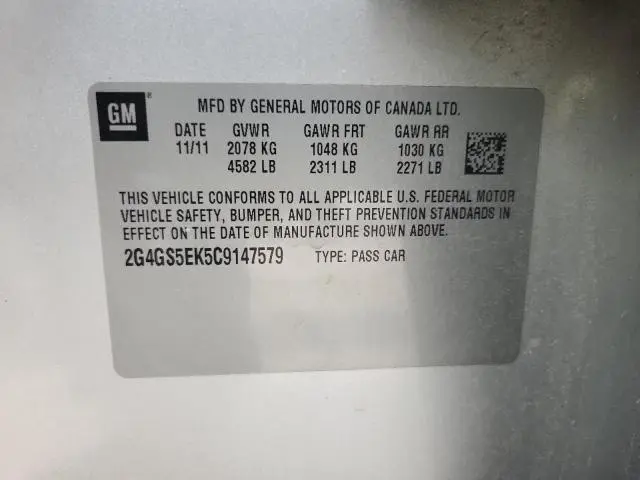 GM ®
MFD BY GENERAL MOTORS OF CANADA LTD.
DATE GVWR GAWR FRT GAWR RR
11/11 2078 KG 1048 KG 1030 KG
4582 LB 2311 LB 2271 LB
THIS VEHICLE CONFORMS TO ALL APPLICABLE U.S. FEDERAL MOTOR
VEHICLE SAFETY, BUMPER, AND THEFT PREVENTION STANDARDS IN
EFFECT ON THE DATE OF MANUFACTURE SHOWN ABOVE.
2G4GS5EK5C9147579 TYPE: PASS CAR